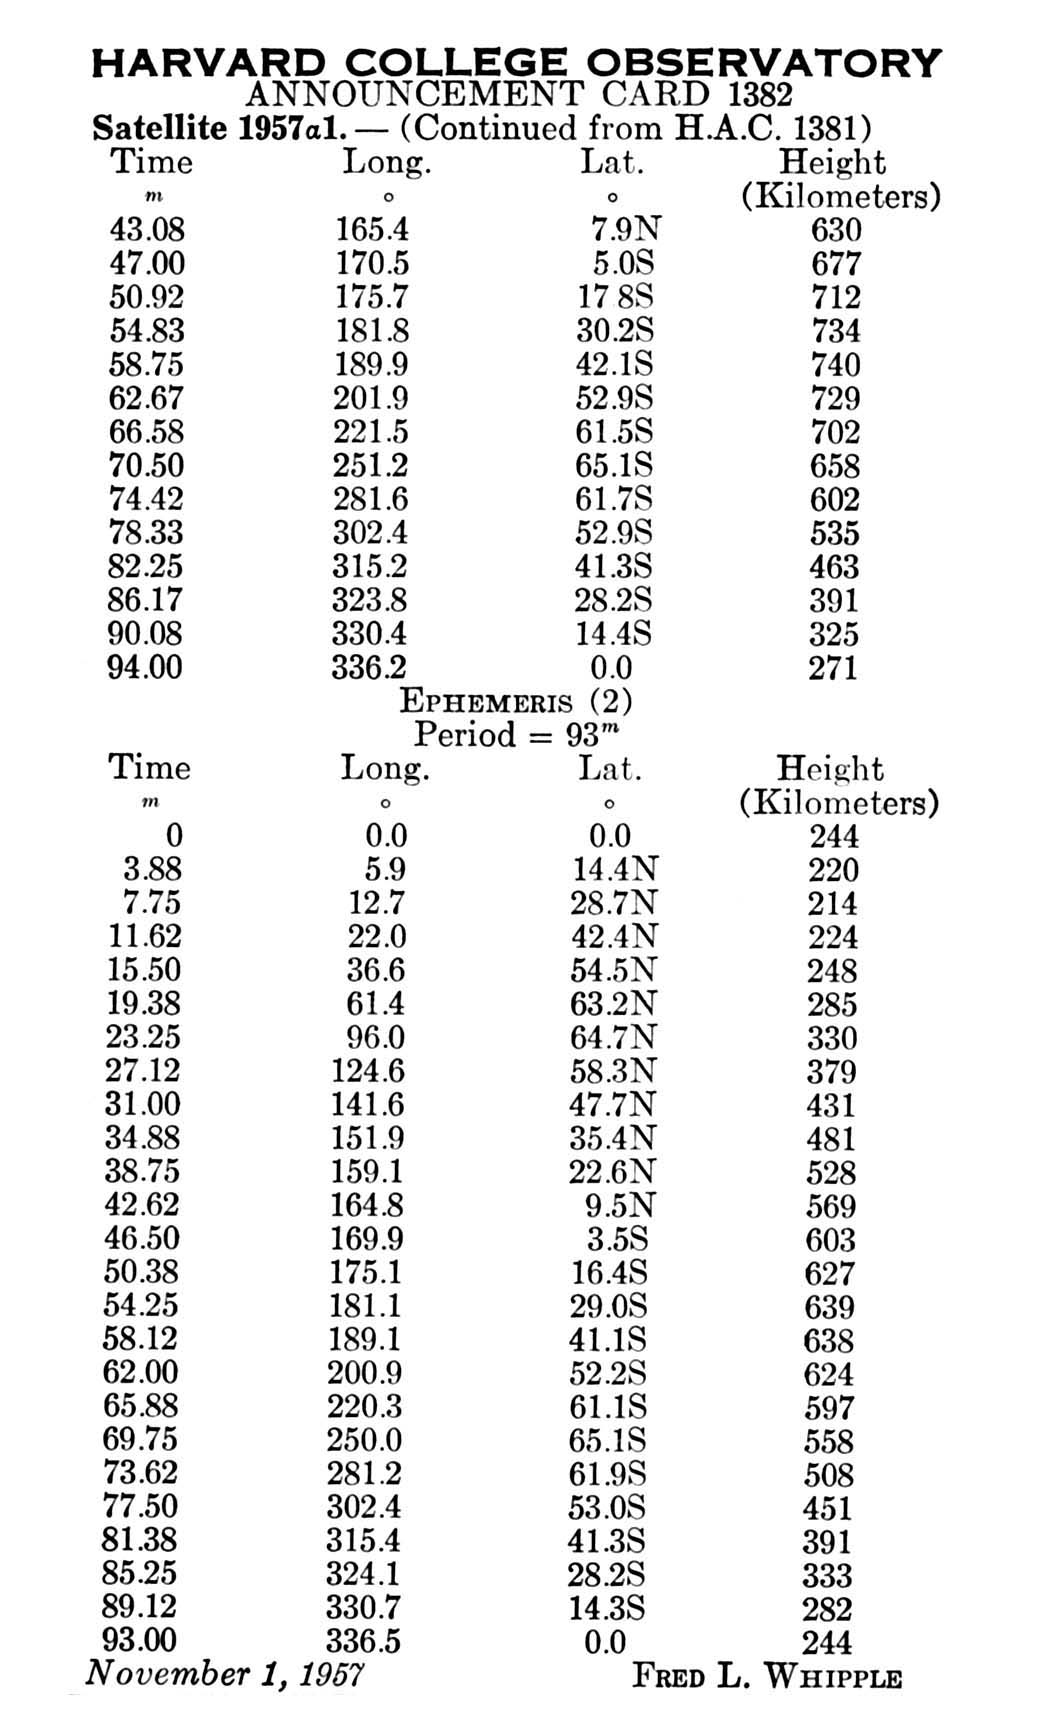 HARVARD COLLEGE OBSERVATORY
ANNOUNCEMENT CARD 1382
Satellite 1957α1. — (Continued from H.A.C. 1381)
Time Long. Lat. Height
m ° ° (Kilometers)
43.08 165.4 7.9N 630
47.00 170.5 5.0S 677
50.92 175.7 17 8S 712
54.83 181.8 30.2S 734
58.75 189.9 42.1S 740
62.67 201.9 52.9S 729
66.58 221.5 61.5S 702
70.50 251.2 65.1S 658
74.42 281.6 61.7S 602
78.33 302.4 52.9S 535
82.25 315.2 41.3S 463
86.17 323.8 28.2S 391
90.08 330.4 14.4S 325
94.00 336.2 0.0 271
EPHEMERIS (2)
Period = 93m
Time Long. Lat. Height
m ° ° (Kilometers)
0 0.0 0.0 244
3.88 5.9 14.4N 220
7.75 12.7 28.7N 214
11.62 22.0 42.4N 224
15.50 36.6 54.5N 248
19.38 61.4 63.2N 285
23.25 96.0 64.7N 330
27.12 124.6 58.3N 379
31.00 141.6 47.7N 431
34.88 151.9 35.4N 481
38.75 159.1 22.6N 528
42.62 164.8 9.5N 569
46.50 169.9 3.5S 603
50.38 175.1 16.4S 627
54.25 181.1 29.0S 639
58.12 189.1 41.1S 638
62.00 200.9 52.2S 624
65.88 220.3 61.1S 597
69.75 250.0 65.1S 558
73.62 281.2 61.9S 508
77.50 302.4 53.0S 451
81.38 315.4 41.3S 391
85.25 324.1 28.2S 333
89.12 330.7 14.3S 282
93.00 336.5 0.0 244
November 1, 1957 FRED L. WHIPPLE